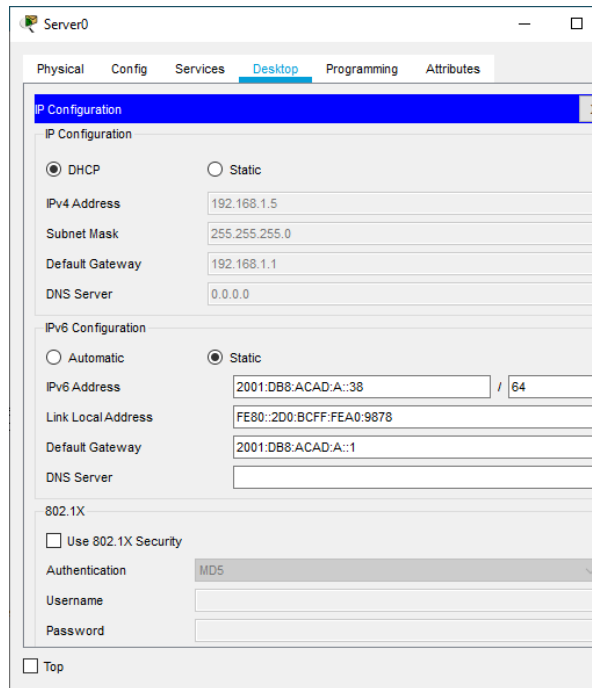 Server0
Physical Config Services Desktop Programming Attributes
IP Configuration
IP Configuration
DHCP Static
IPv4 Address 192.168.1.5
Subnet Mask 255.255.255.0
Default Gateway 192.168.1.1
DNS Server 0.0.0.0
IPv6 Configuration
Automatic Static
IPv6 Address 2001:DB8:ACAD:A::38 / 64
Link Local Address FE80::2D0:BCFF:FEA0:9878
Default Gateway 2001:DB8:ACAD:A::1
DNS Server
802.1X
Use 802.1X Security
Authentication MD5
Username
Password
Top